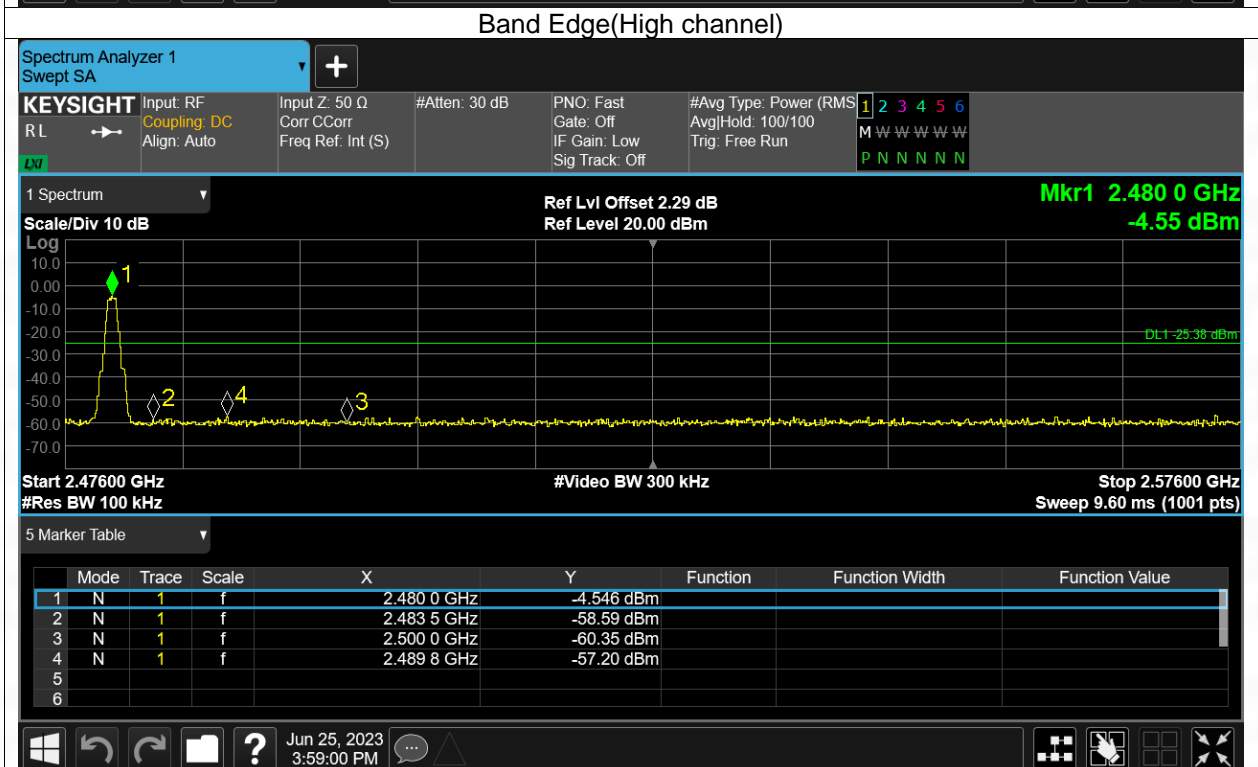 Band Edge(High channel)
Spectrum Analyzer 1
Swept SA
KEYSIGHT
RL
LXI
Input: RF
Coupling: DC
Align: Auto
Input Z: 50 Ω
Corr CCorr
Freq Ref: Int (S)
#Atten: 30 dB
PNO: Fast
Gate: Off
IF Gain: Low
Sig Track: Off
#Avg Type: Power (RMS
Avg|Hold: 100/100
Trig: Free Run
1 2 3 4 5 6
M W W W W W
P N N N N N
1 Spectrum
Scale/Div 10 dB
Ref Lvl Offset 2.29 dB
Ref Level 20.00 dBm
Mkr1 2.480 0 GHz
-4.55 dBm
Log
10.0
0.00
-10.0
-20.0
-30.0
-40.0
-50.0
-60.0
-70.0
1
2
4
3
DL1 -25.38 dBm
Start 2.47600 GHz
#Video BW 300 kHz
Stop 2.57600 GHz
#Res BW 100 kHz
Sweep 9.60 ms (1001 pts)
5 Marker Table
Mode Trace Scale X Y Function Function Width Function Value
1 N 1 f 2.480 0 GHz -4.546 dBm
2 N 1 f 2.483 5 GHz -58.59 dBm
3 N 1 f 2.500 0 GHz -60.35 dBm
4 N 1 f 2.489 8 GHz -57.20 dBm
5
6
?
Jun 25, 2023
3:59:00 PM